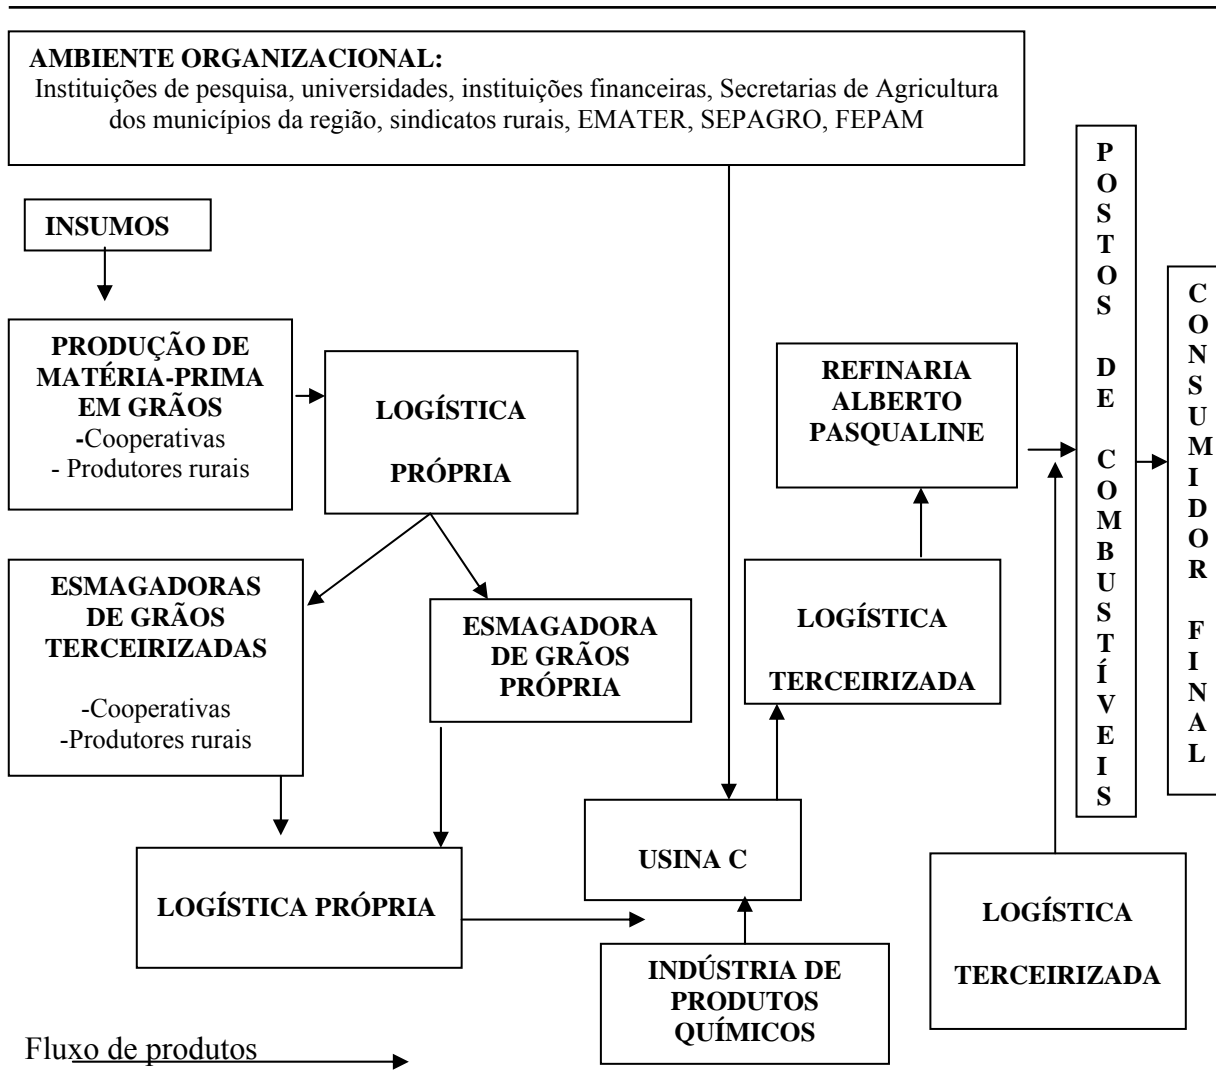 AMBIENTE ORGANIZACIONAL:
Instituições de pesquisa, universidades, instituições financeiras, Secretarias de Agricultura
dos municípios da região, sindicatos rurais, EMATER, SEPAGRO, FEPAM
INSUMOS
PRODUÇÃO DE
MATÉRIA-PRIMA
EM GRÃOS
-Cooperativas
- Produtores rurais
LOGÍSTICA
PRÓPRIA
ESMAGADORAS
DE GRÃOS
TERCEIRIZADAS
-Cooperativas
-Produtores rurais
ESMAGADORA
DE GRÃOS
PRÓPRIA
LOGÍSTICA PRÓPRIA
USINA C
INDÚSTRIA DE
PRODUTOS
QUÍMICOS
LOGÍSTICA
TERCEIRIZADA
REFINARIA
ALBERTO
PASQUALINE
LOGÍSTICA
TERCEIRIZADA
POSTOS DE COMBUSTÍVEIS
CONSUMIDOR FINAL
Fluxo de produtos